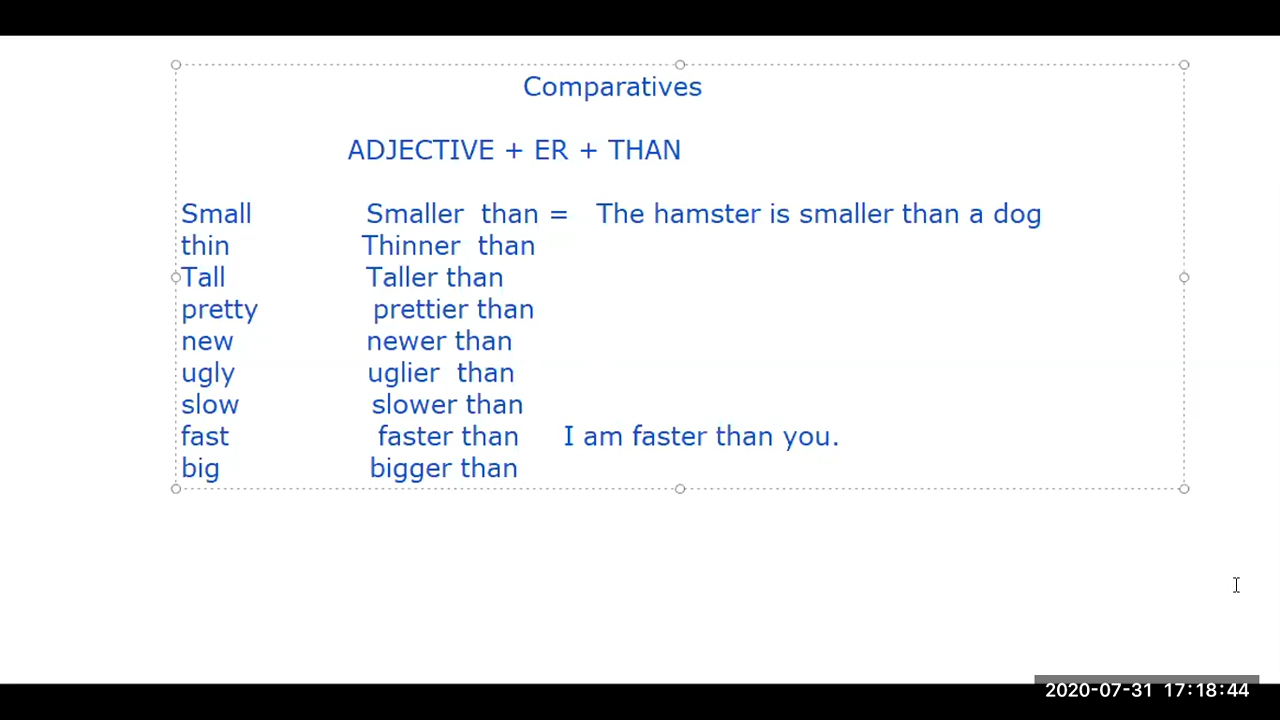 Comparatives
ADJECTIVE + ER + THAN
Small Smaller than = The hamster is smaller than a dog
thin Thinner than
Tall Taller than
pretty prettier than
new newer than
ugly uglier than
slow slower than
fast faster than I am faster than you.
big bigger than
2020-07-31 17:18:44